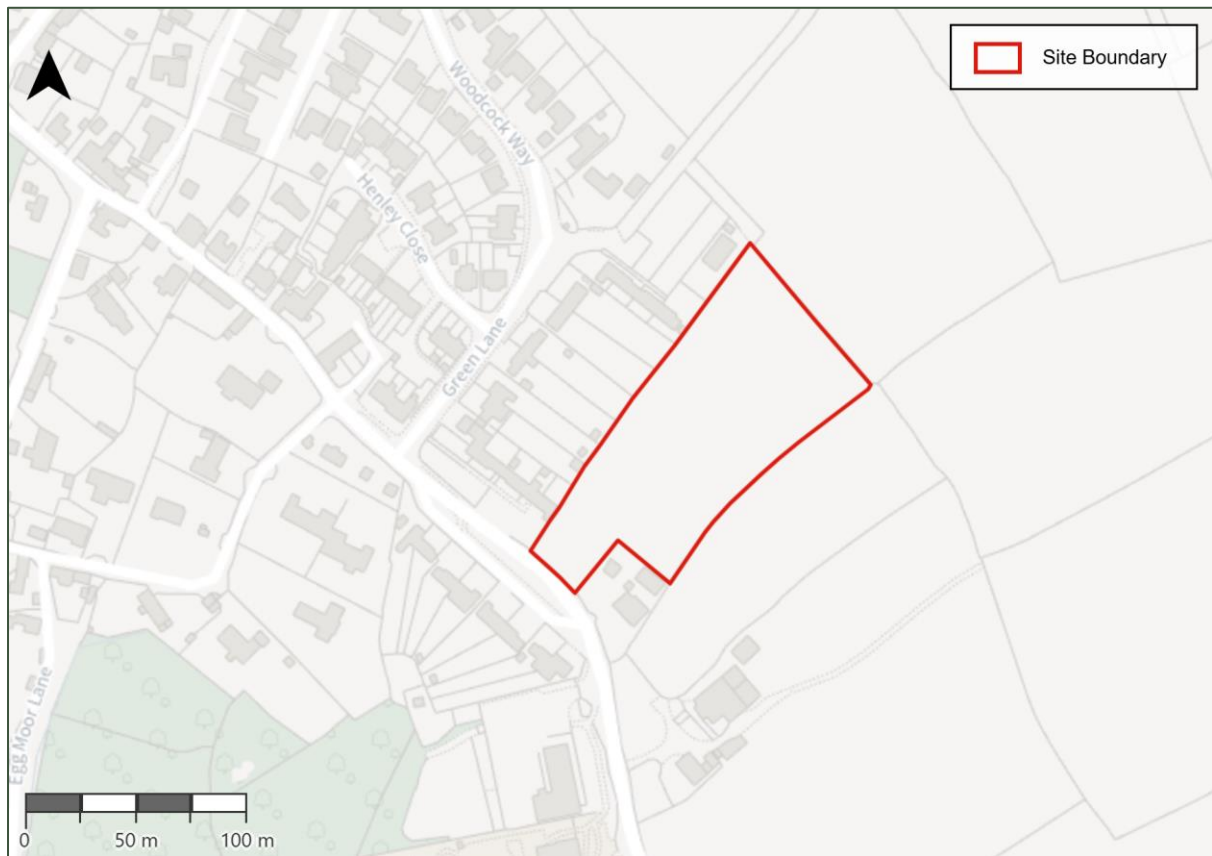 Site Boundary
Woodcock Way
Henley Close
Green Lane
Egg Moor Lane
0 50 m 100 m